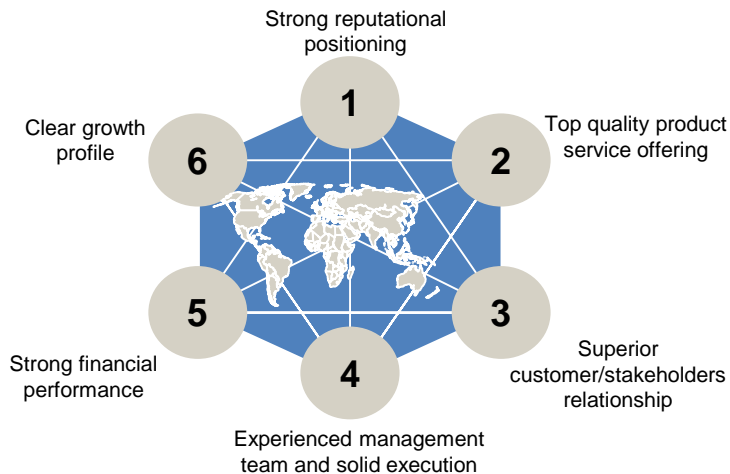 Strong reputational
positioning
1
Clear growth
profile
6
2
Top quality product
service offering
5
3
Strong financial
performance
4
Superior
customer/stakeholders
relationship
Experienced management
team and solid execution